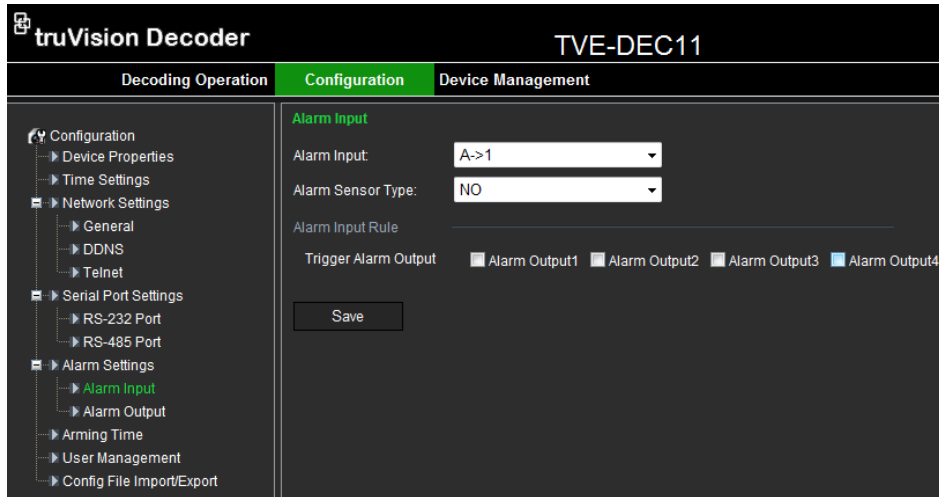 truVision Decoder
TVE-DEC11
Decoding Operation Configuration Device Management
Configuration
Device Properties
Time Settings
Network Settings
General
DDNS
Telnet
Serial Port Settings
RS-232 Port
RS-485 Port
Alarm Settings
Alarm Input
Alarm Output
Arming Time
User Management
Config File Import/Export
Alarm Input
Alarm Input: A->1
Alarm Sensor Type: NO
Alarm Input Rule
Trigger Alarm Output Alarm Output1 Alarm Output2 Alarm Output3 Alarm Output4
Save